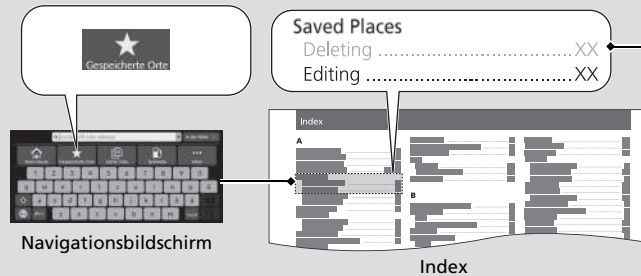 Gespeicherte Orte
Saved Places
Deleting ................................XX
Editing ....................................XX
Index
A
B
Navigationsbildschirm
Index